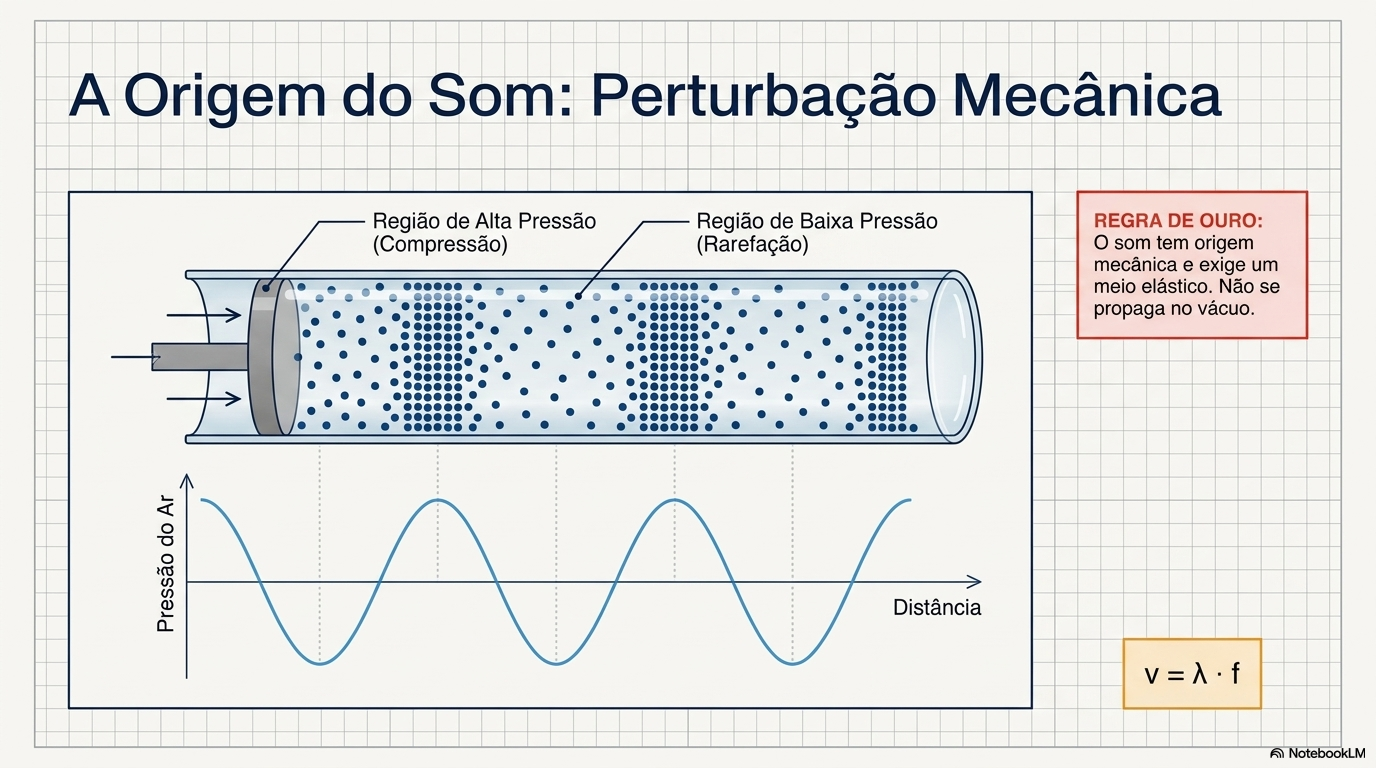 A Origem do Som: Perturbação Mecânica
Região de Alta Pressão
(Compressão)
Região de Baixa Pressão
(Rarefação)
REGRA DE OURO:
O som tem origem
mecânica e exige um
meio elástico. Não se
propaga no vácuo.
Pressão do Ar
Distância
v = λ · f
NotebookLM